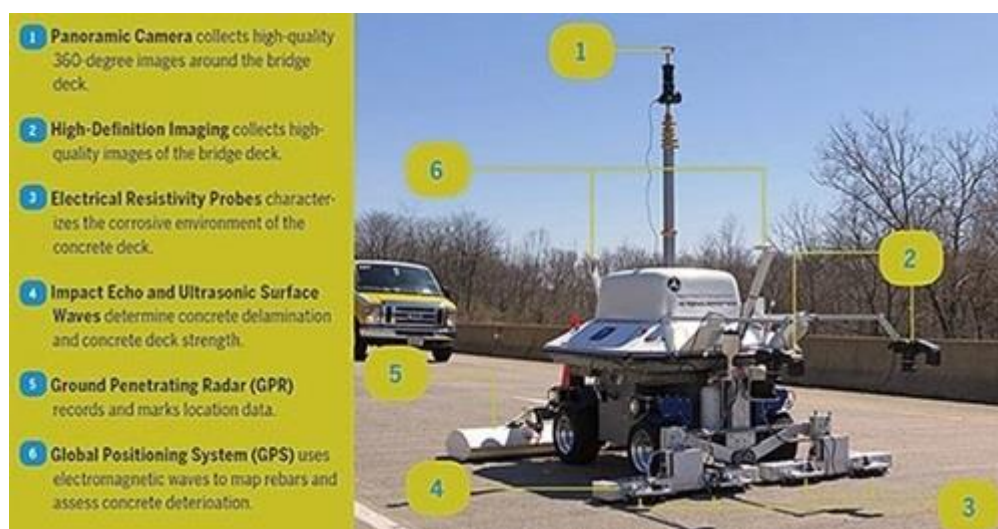 1 Panoramic Camera collects high-quality
360-degree images around the bridge
deck.
2 High-Definition Imaging collects high-
quality images of the bridge deck.
3 Electrical Resistivity Probes character-
izes the corrosive environment of the
concrete deck.
4 Impact Echo and Ultrasonic Surface
Waves determine concrete delamination
and concrete deck strength.
5 Ground Penetrating Radar (GPR)
records and marks location data.
6 Global Positioning System (GPS) uses
electromagnetic waves to map rebars and
assess concrete deterioation.
1
6
2
5
4
3